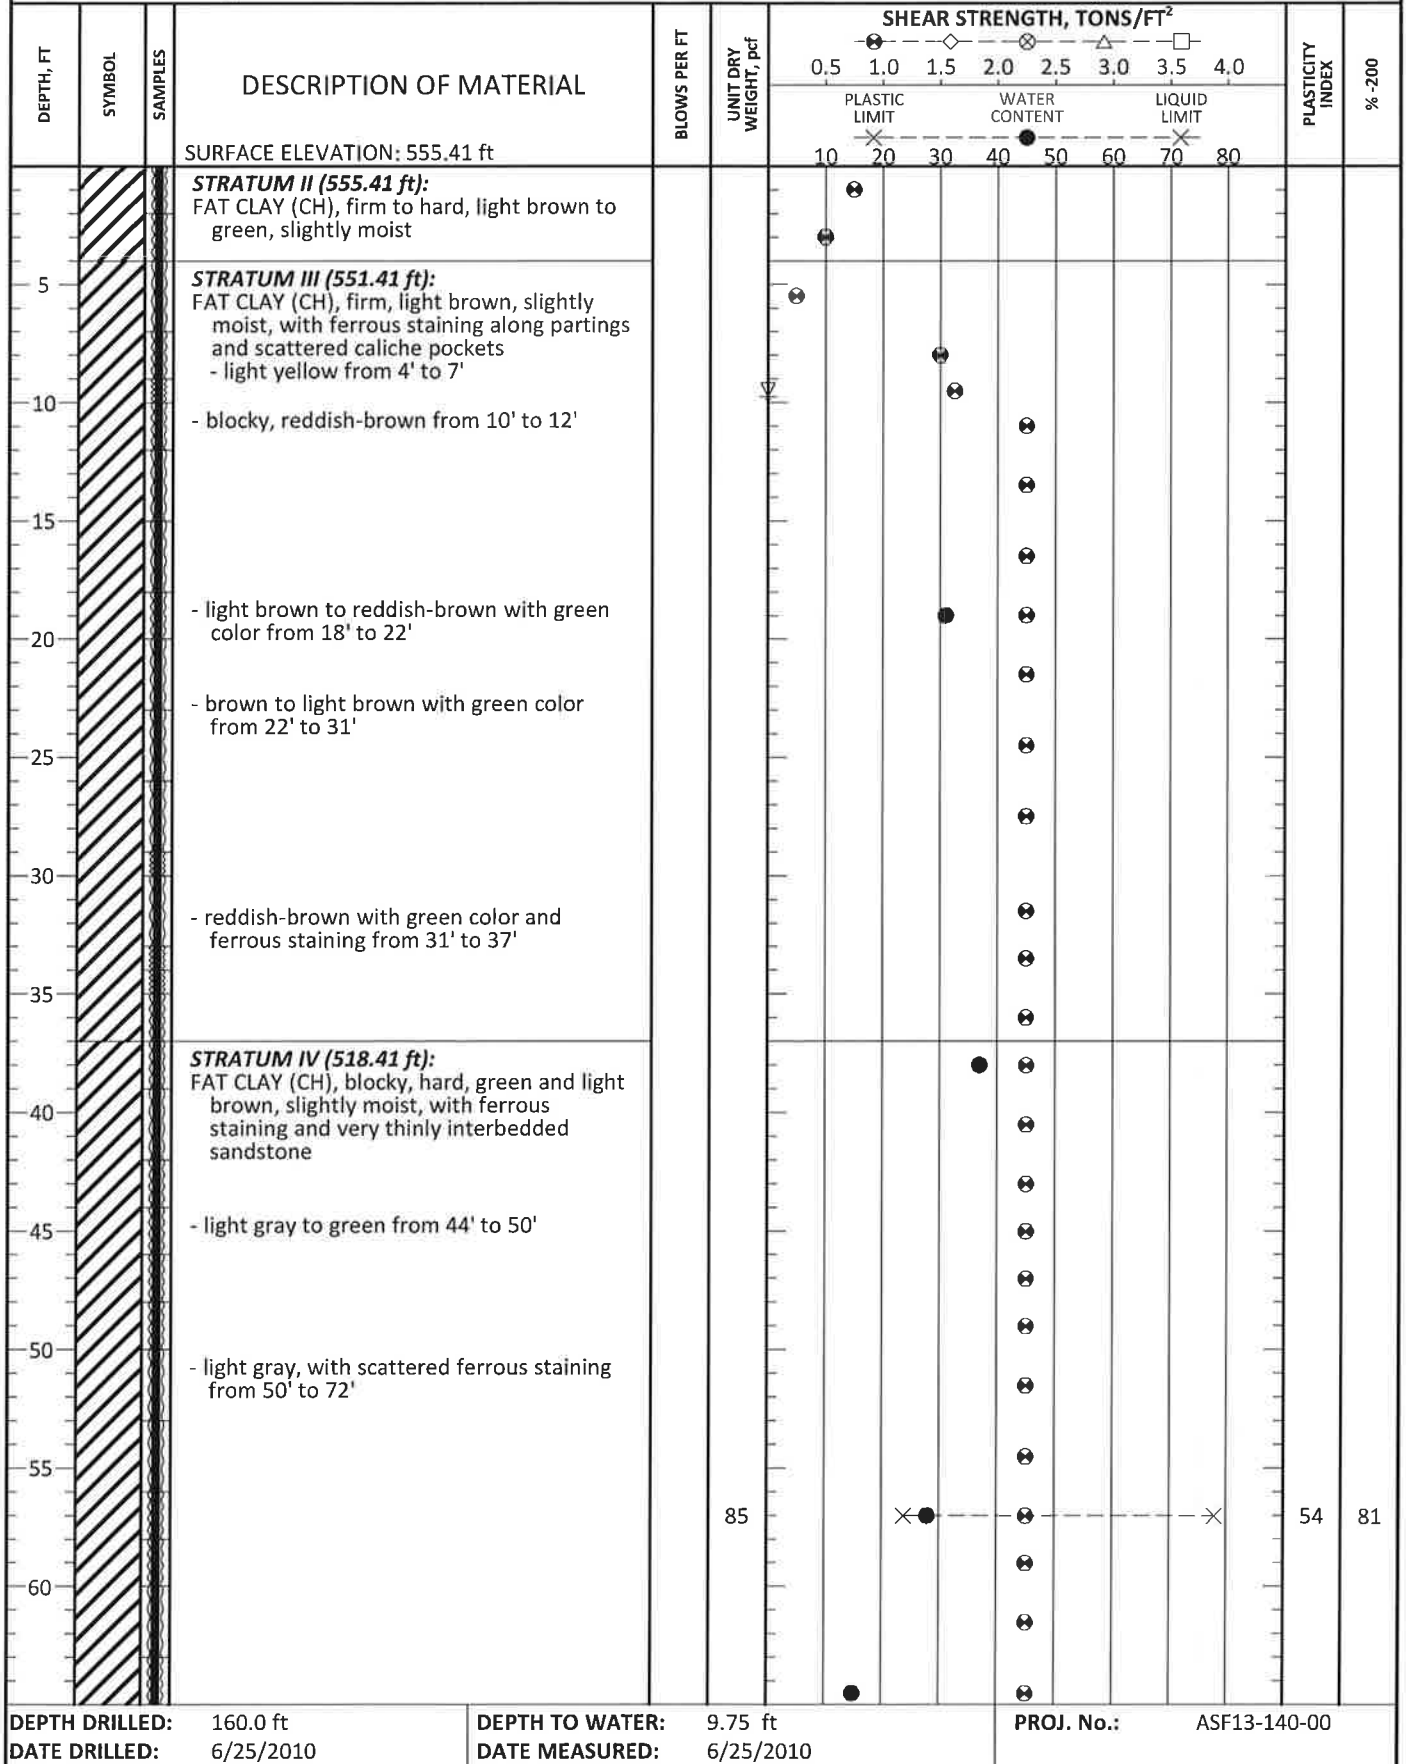 DEPTH, FT
SYMBOL
SAMPLES
DESCRIPTION OF MATERIAL
SURFACE ELEVATION: 555.41 ft
BLOWS PER FT
UNIT DRY
WEIGHT, pcf
SHEAR STRENGTH, TONS/FT²
0.5 1.0 1.5 2.0 2.5 3.0 3.5 4.0
PLASTIC
LIMIT
WATER
CONTENT
LIQUID
LIMIT
10 20 30 40 50 60 70 80
PLASTICITY
INDEX
% -200
STRATUM II (555.41 ft):
FAT CLAY (CH), firm to hard, light brown to
green, slightly moist
5
STRATUM III (551.41 ft):
FAT CLAY (CH), firm, light brown, slightly
moist, with ferrous staining along partings
and scattered caliche pockets
- light yellow from 4' to 7'
10
- blocky, reddish-brown from 10' to 12'
15
- light brown to reddish-brown with green
color from 18' to 22'
20
- brown to light brown with green color
from 22' to 31'
25
30
- reddish-brown with green color and
ferrous staining from 31' to 37'
35
STRATUM IV (518.41 ft):
FAT CLAY (CH), blocky, hard, green and light
brown, slightly moist, with ferrous
staining and very thinly interbedded
sandstone
40
- light gray to green from 44' to 50'
45
50
- light gray, with scattered ferrous staining
from 50' to 72'
55
85 54 81
60
DEPTH DRILLED: 160.0 ft DEPTH TO WATER: 9.75 ft PROJ. No.: ASF13-140-00
DATE DRILLED: 6/25/2010 DATE MEASURED: 6/25/2010